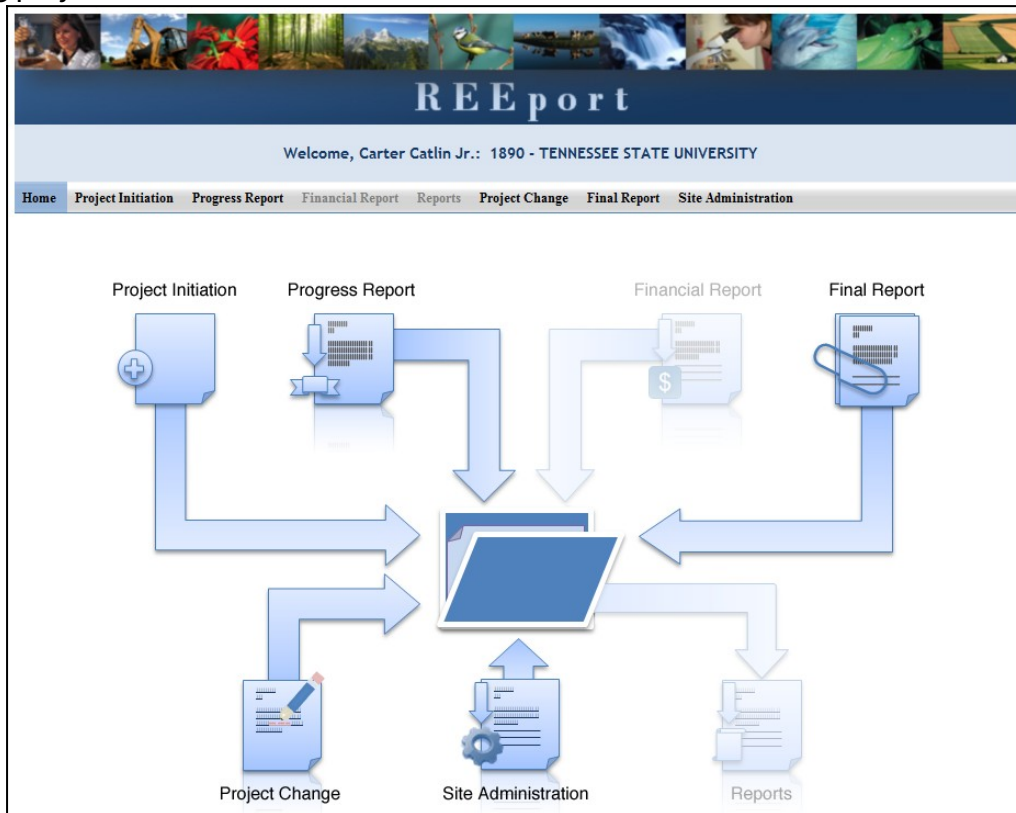 REEport
Welcome, Carter Catlin Jr.: 1890 - TENNESSEE STATE UNIVERSITY
Home Project Initiation Progress Report Financial Report Reports Project Change Final Report Site Administration
Project Initiation Progress Report Financial Report Final Report
$
Project Change Site Administration Reports